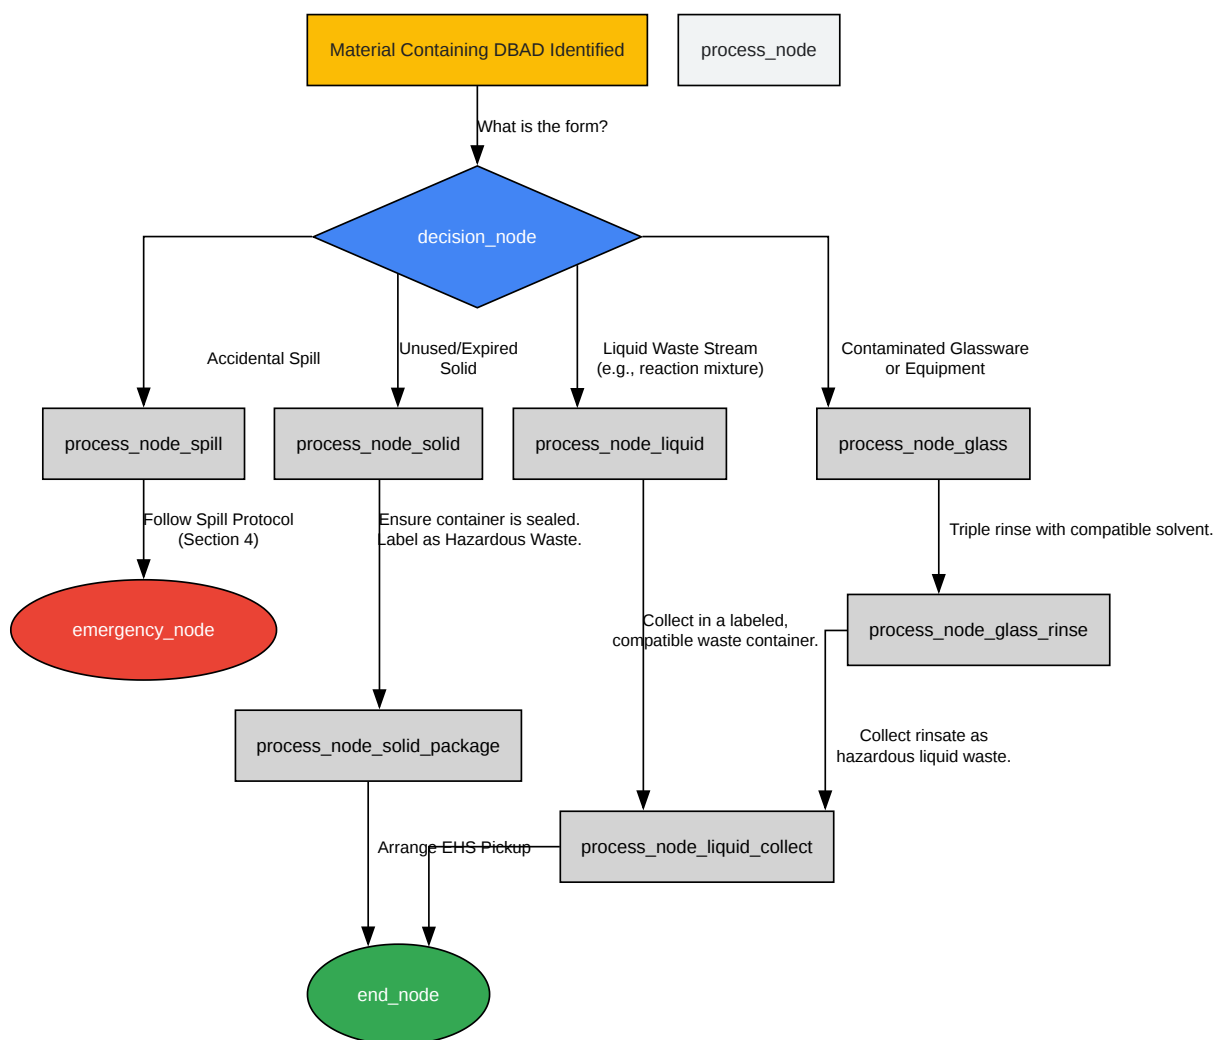 Material Containing DBAD Identified
process_node
What is the form?
decision_node
Accidental Spill
Unused/Expired
Solid
Liquid Waste Stream
(e.g., reaction mixture)
Contaminated Glassware
or Equipment
process_node_spill
process_node_solid
process_node_liquid
process_node_glass
Follow Spill Protocol
(Section 4)
Ensure container is sealed.
Label as Hazardous Waste.
Triple rinse with compatible solvent.
emergency_node
Collect in a labeled,
compatible waste container.
process_node_glass_rinse
process_node_solid_package
Collect rinsate as
hazardous liquid waste.
Arrange EHS Pickup
process_node_liquid_collect
end_node